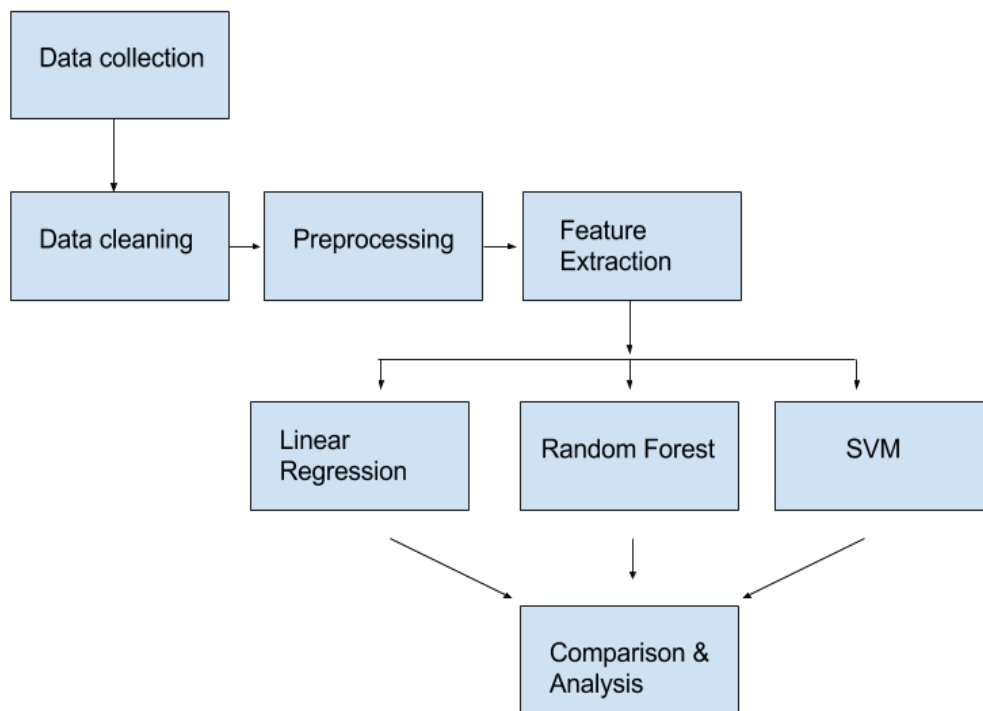 Data collection
Data cleaning
Preprocessing
Feature
Extraction
Linear
Regression
Random Forest
SVM
Comparison &
Analysis